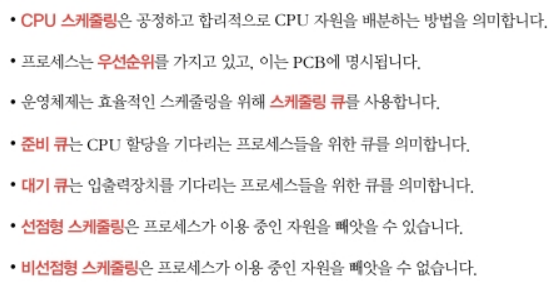 • CPU 스케줄링은 공정하고 합리적으로 CPU 자원을 배분하는 방법을 의미합니다.
• 프로세스는 우선순위를 가지고 있고, 이는 PCB에 명시됩니다.
• 운영체제는 효율적인 스케줄링을 위해 스케줄링 큐를 사용합니다.
• 준비 큐는 CPU 할당을 기다리는 프로세스들을 위한 큐를 의미합니다.
• 대기 큐는 입출력장치를 기다리는 프로세스들을 위한 큐를 의미합니다.
• 선점형 스케줄링은 프로세스가 이용 중인 자원을 빼앗을 수 있습니다.
• 비선점형 스케줄링은 프로세스가 이용 중인 자원을 빼앗을 수 없습니다.